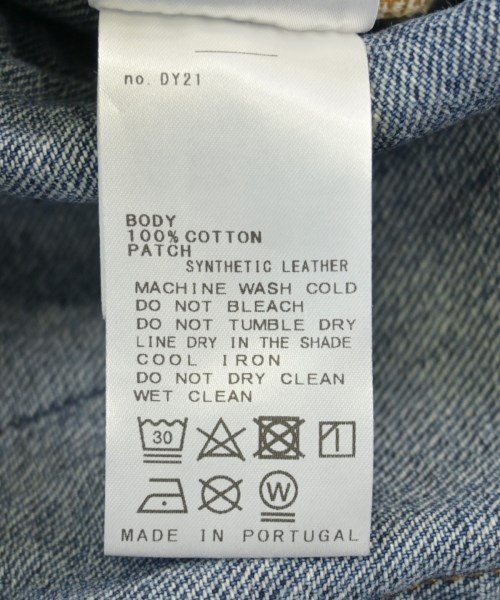 no. DY21
BODY
100% COTTON
PATCH
SYNTHETIC LEATHER
MACHINE WASH COLD
DO NOT BLEACH
DO NOT TUMBLE DRY
LINE DRY IN THE SHADE
COOL IRON
DO NOT DRY CLEAN
WET CLEAN
30
W
MADE IN PORTUGAL